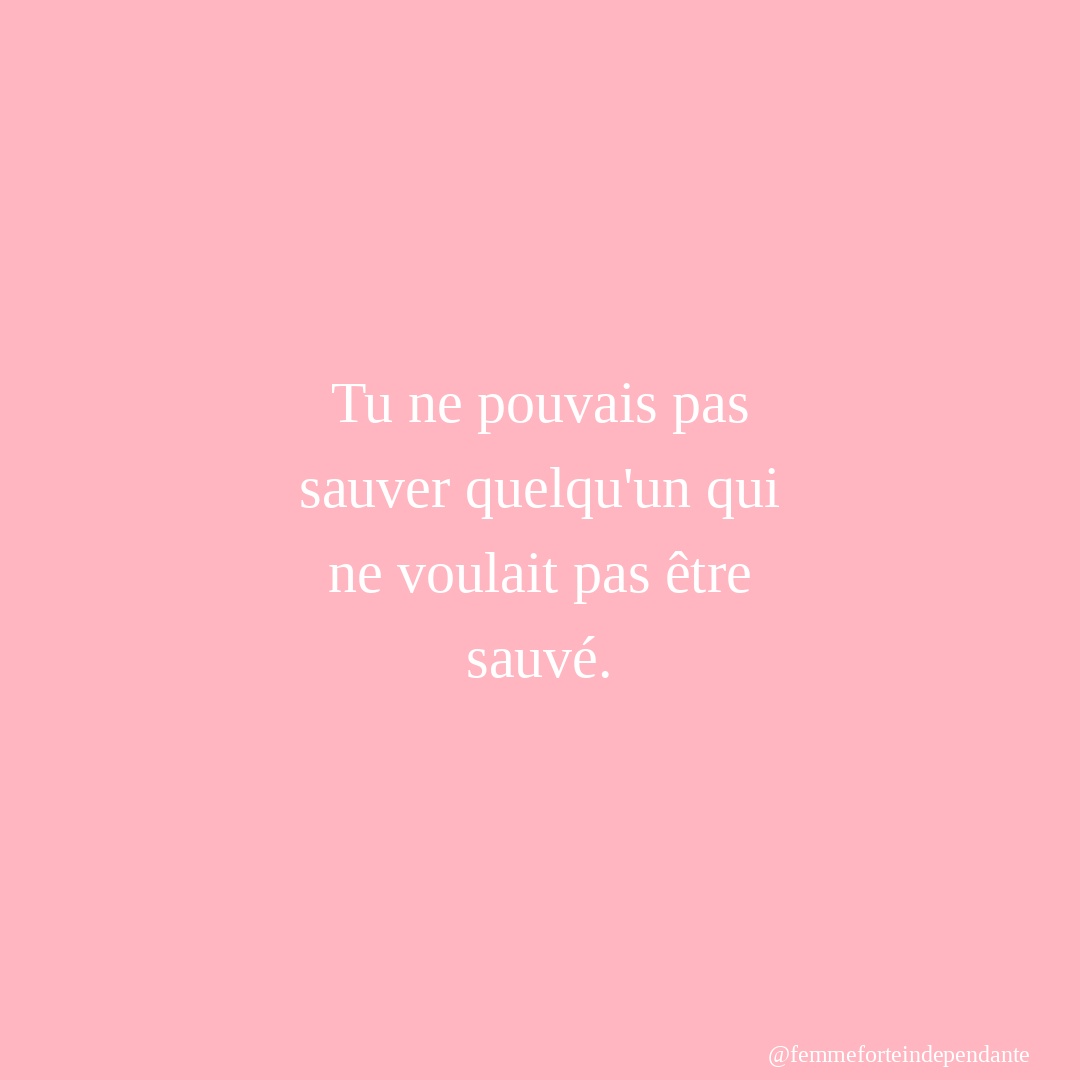 Tu ne pouvais pas
sauver quelqu'un qui
ne voulait pas être
sauvé.
@femmeforteindependante